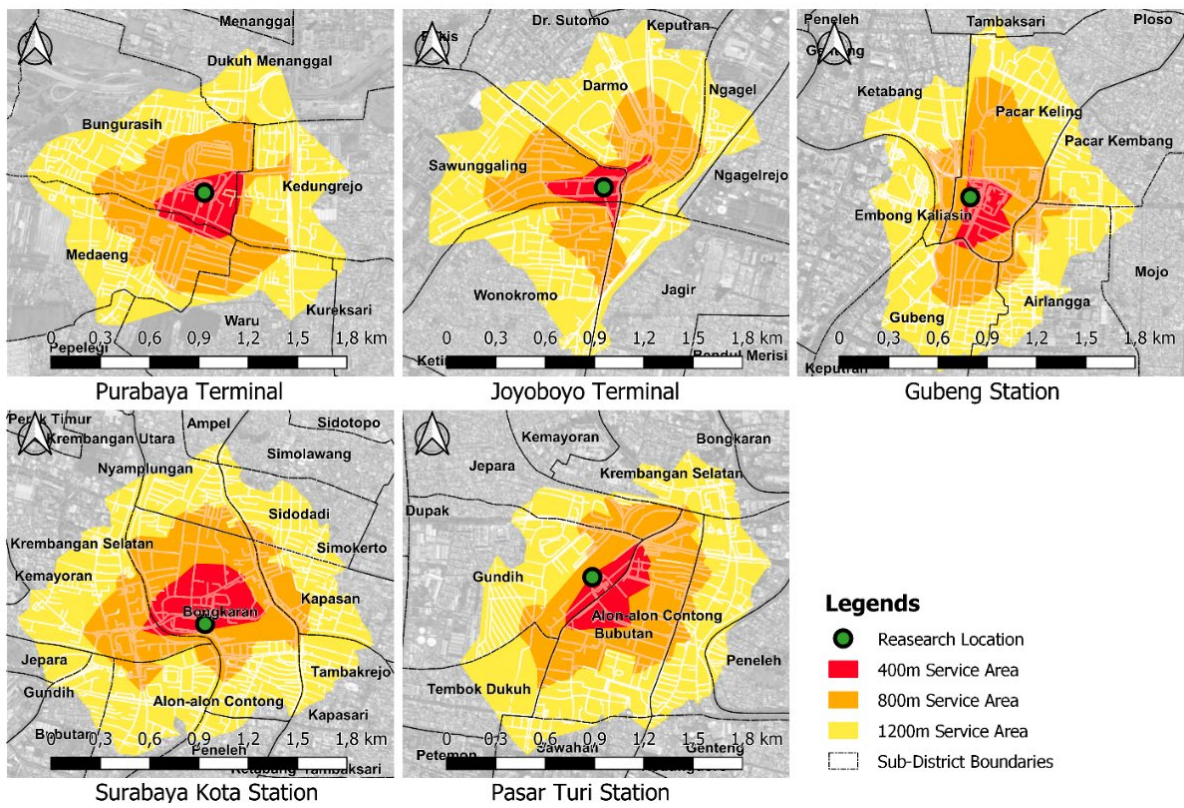 Menanggal
Dukuh Menanggal
Bungurasih
Kedungrejo
Medaeng
Kureksari
Waru
Pepelegi
0 0,3 0,6 0,9 1,2 1,5 1,8 km
Purabaya Terminal
Dr. Sutomo
Keputran
Darmo
Ngagel
Sawunggaling
Ngagelrejo
Wonokromo
Jagir
0 0,3 0,6 0,9 1,2 1,5 1,8 km
Joyoboyo Terminal
Peneleh
Tambaksari
Ploso
Ketabang
Pacar Keling
Pacar Kembang
Embong Kaliasin
Mojo
Airlangga
Gubeng
0 0,3 0,6 0,9 1,2 1,5 1,8 km
Keputran
Gubeng Station
Perak Timur
Ampel
Sidotopo
Krembangan Utara
Simolawang
Nyamplungan
Sidodadi
Krembangan Selatan
Simokerto
Kemayoran
Kapasan
Bongkaran
Jepara
Tambakrejo
Gundih
Alon-alon Contong
Kapasari
Bubutan
Peneleh
0 0,3 0,6 0,9 1,2 1,5 1,8 km
Ketabang Tambaksari
Surabaya Kota Station
Kemayoran
Bongkaran
Jepara
Krembangan Selatan
Dupak
Gundih
Alon-alon Contong
Bubutan
Peneleh
Tembok Dukuh
Sawahan
Genteng
Petemon
0 0,3 0,6 0,9 1,2 1,5 1,8 km
Pasar Turi Station
Legends
Reasearch Location
400m Service Area
800m Service Area
1200m Service Area
Sub-District Boundaries